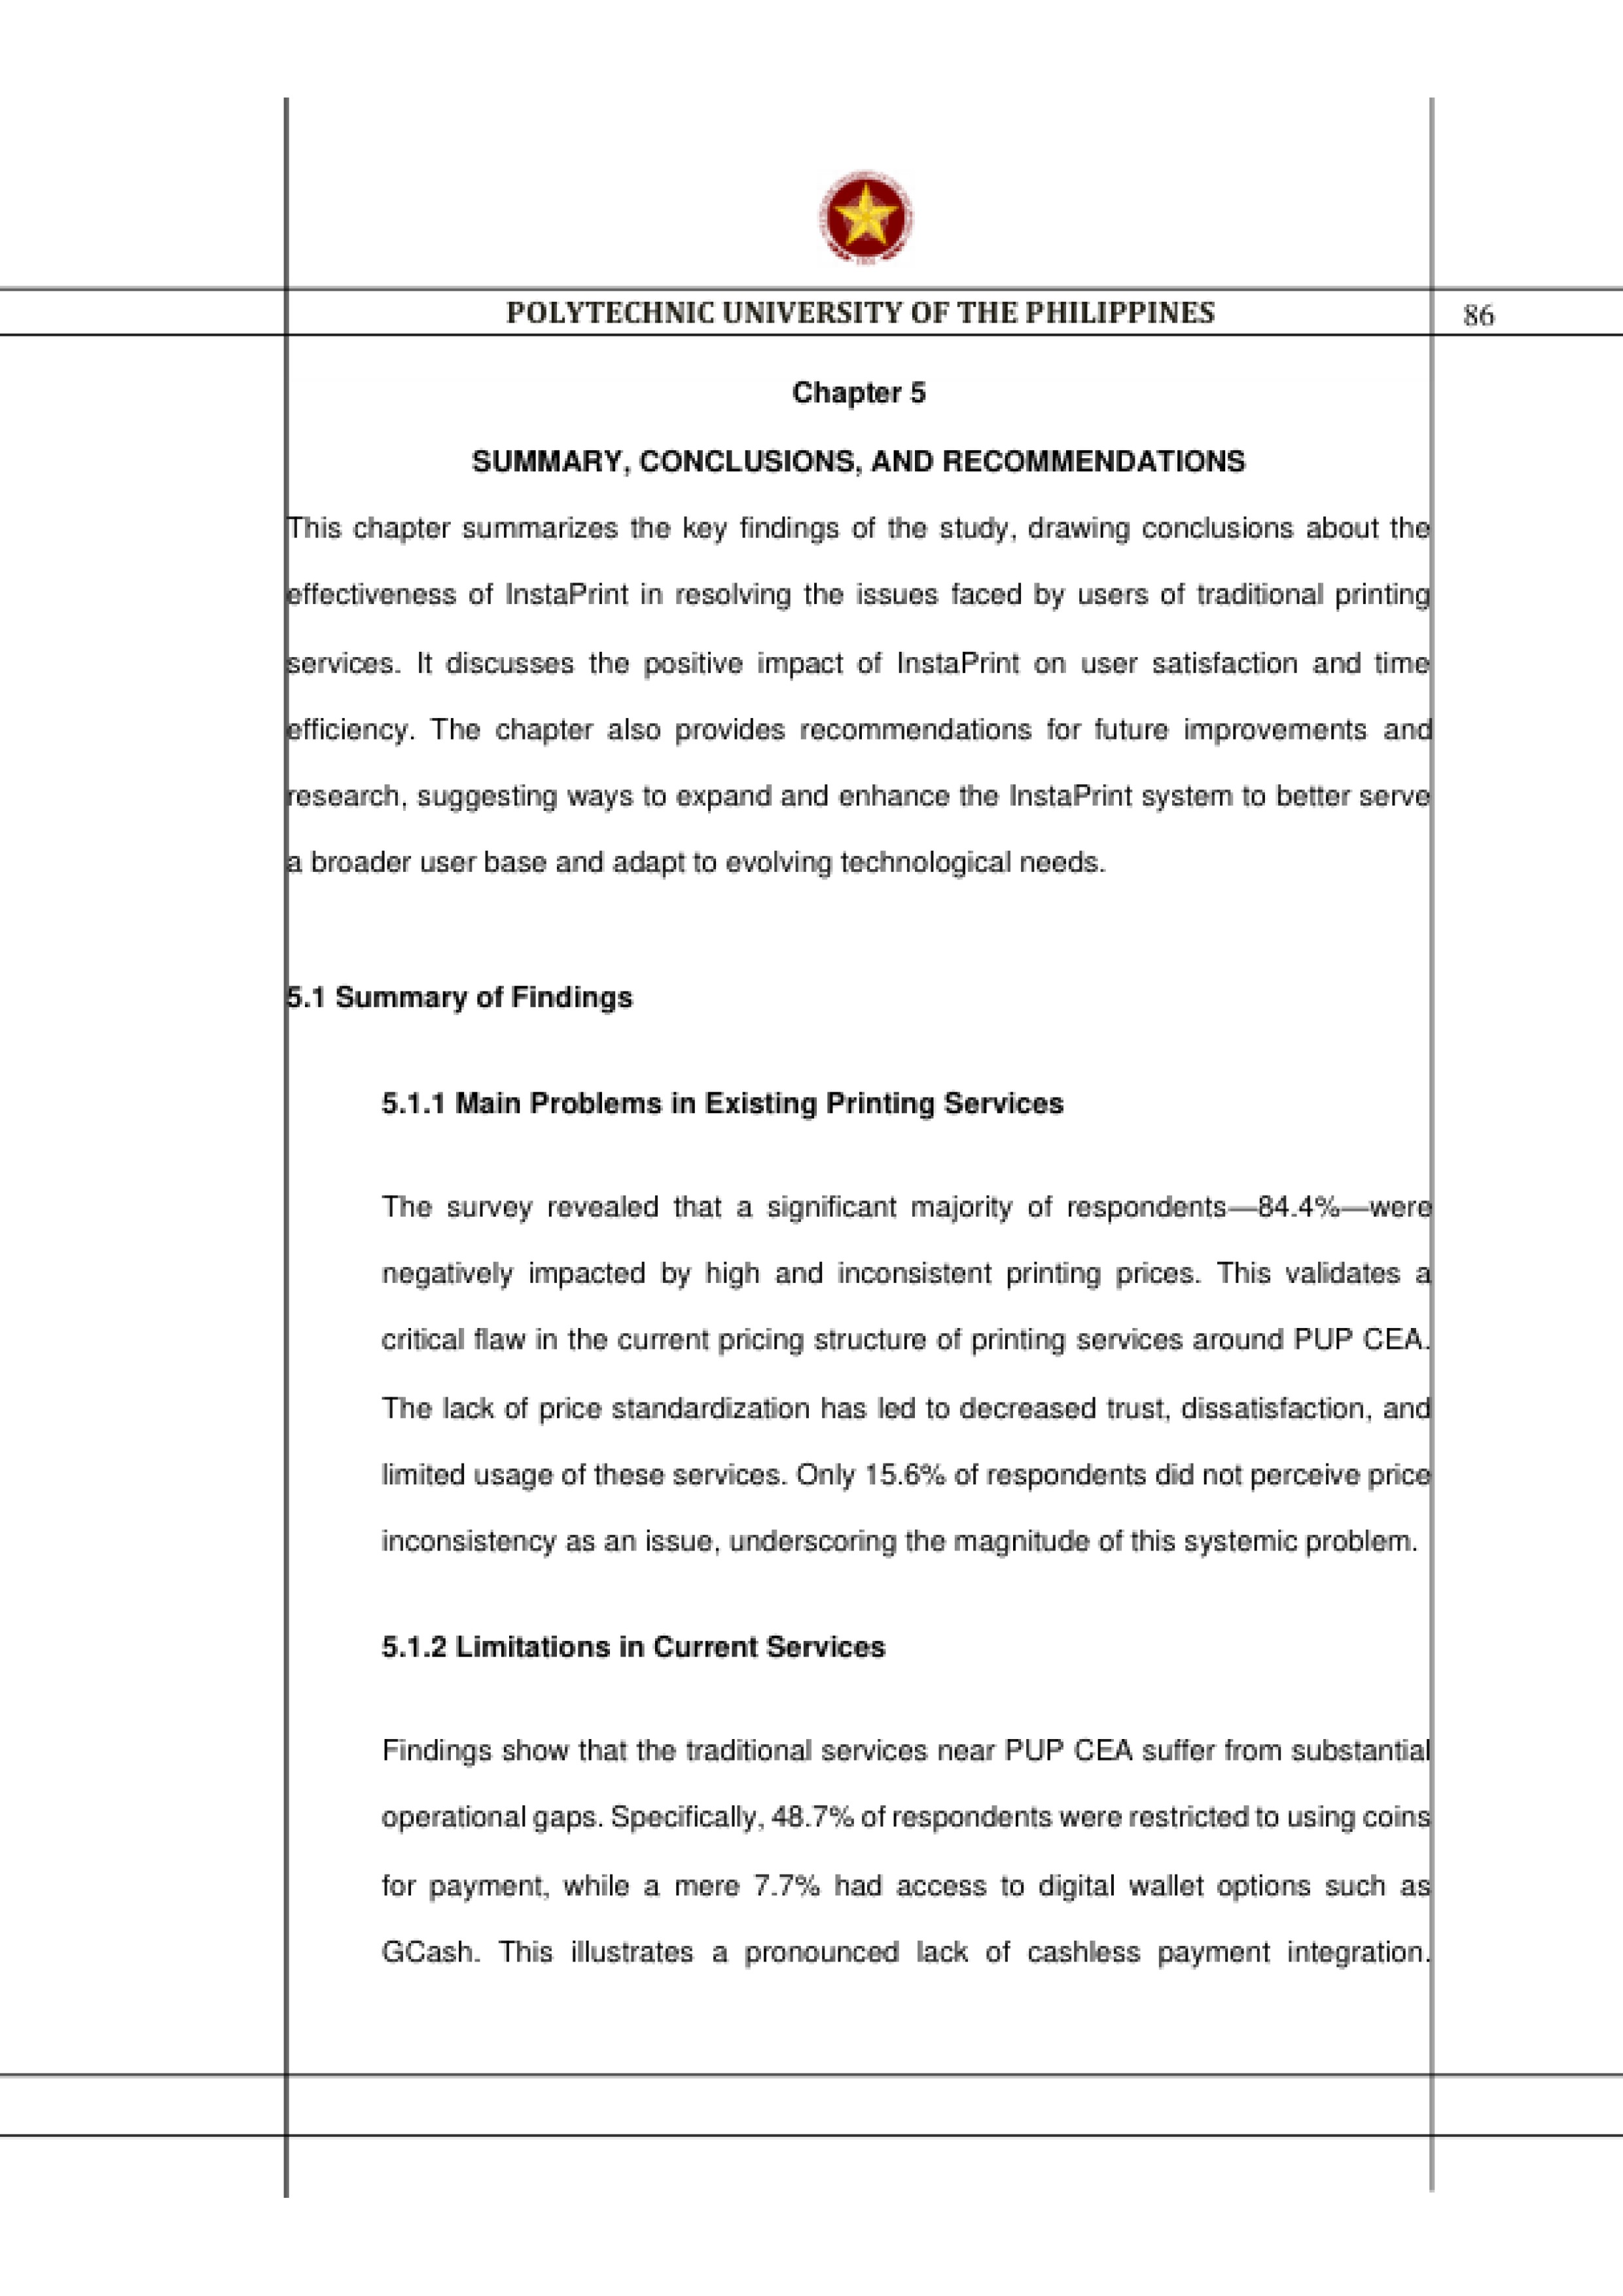 POLYTECHNIC UNIVERSITY OF THE PHILIPPINES
86
Chapter 5
SUMMARY, CONCLUSIONS, AND RECOMMENDATIONS
This chapter summarizes the key findings of the study, drawing conclusions about the
effectiveness of InstaPrint in resolving the issues faced by users of traditional printing
services. It discusses the positive impact of InstaPrint on user satisfaction and time
efficiency. The chapter also provides recommendations for future improvements and
research, suggesting ways to expand and enhance the InstaPrint system to better serve
a broader user base and adapt to evolving technological needs.
5.1 Summary of Findings
5.1.1 Main Problems in Existing Printing Services
The survey revealed that a significant majority of respondents—84.4%—were
negatively impacted by high and inconsistent printing prices. This validates a
critical flaw in the current pricing structure of printing services around PUP CEA.
The lack of price standardization has led to decreased trust, dissatisfaction, and
limited usage of these services. Only 15.6% of respondents did not perceive price
inconsistency as an issue, underscoring the magnitude of this systemic problem.
5.1.2 Limitations in Current Services
Findings show that the traditional services near PUP CEA suffer from substantial
operational gaps. Specifically, 48.7% of respondents were restricted to using coins
for payment, while a mere 7.7% had access to digital wallet options such as
GCash. This illustrates a pronounced lack of cashless payment integration.